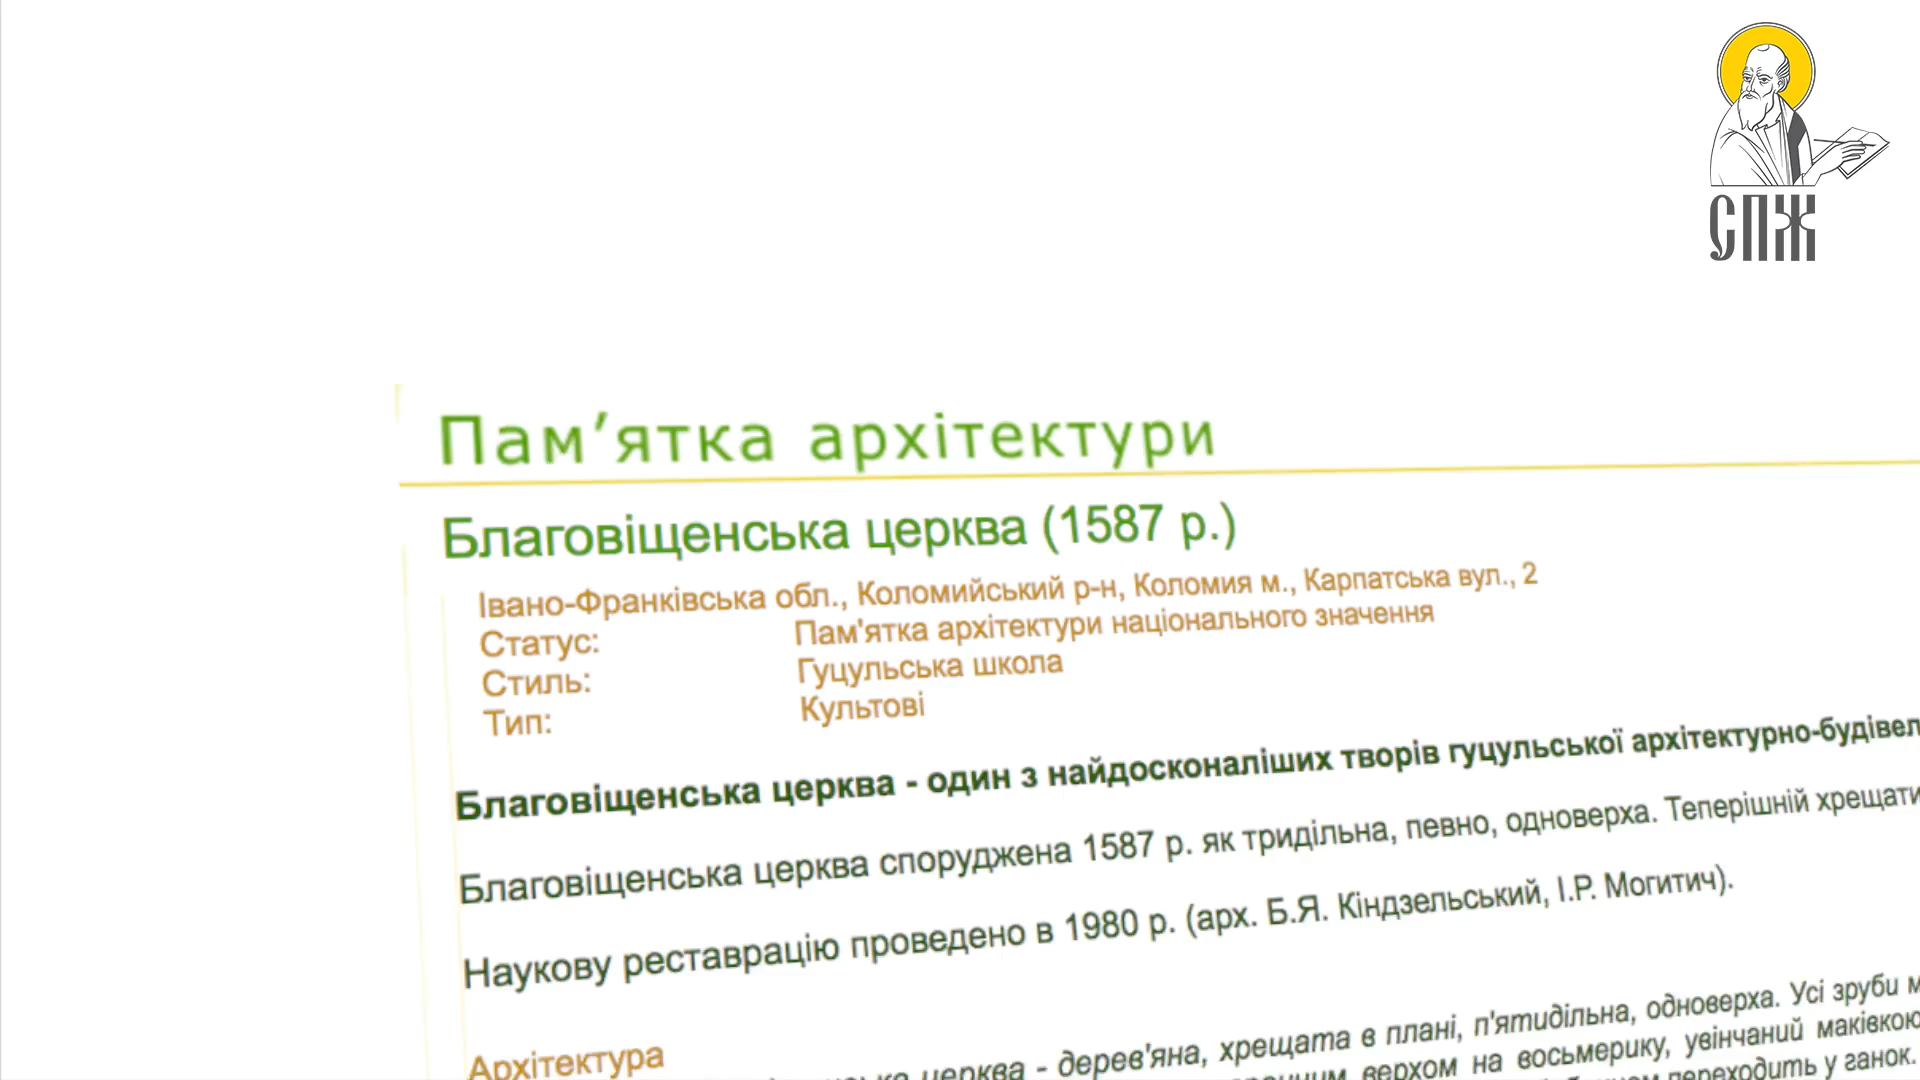 СПЖ
Пам’ятка архітектури
Благовіщенська церква (1587 р.)
Івано-Франківська обл., Коломийський р-н, Коломия м., Карпатська вул., 2
Статус: Пам'ятка архітектури національного значення
Стиль: Гуцульська школа
Тип: Культові
Благовіщенська церква - один з найдосконаліших творів гуцульської
Благовіщенська церква споруджена 1587 р. як тридільна, певно, одноверха. Теперішній
Наукову реставрацію проведено в 1980 р. (арх. Б.Я. Кіндзельський, І.Р. Могитич).
Архітектура
церква - дерев'яна, хрещата в плані, п'ятидільна, одноверха. Усі зруби
верхом на восьмерику, увінчаний маківкою
переходить у ганок.